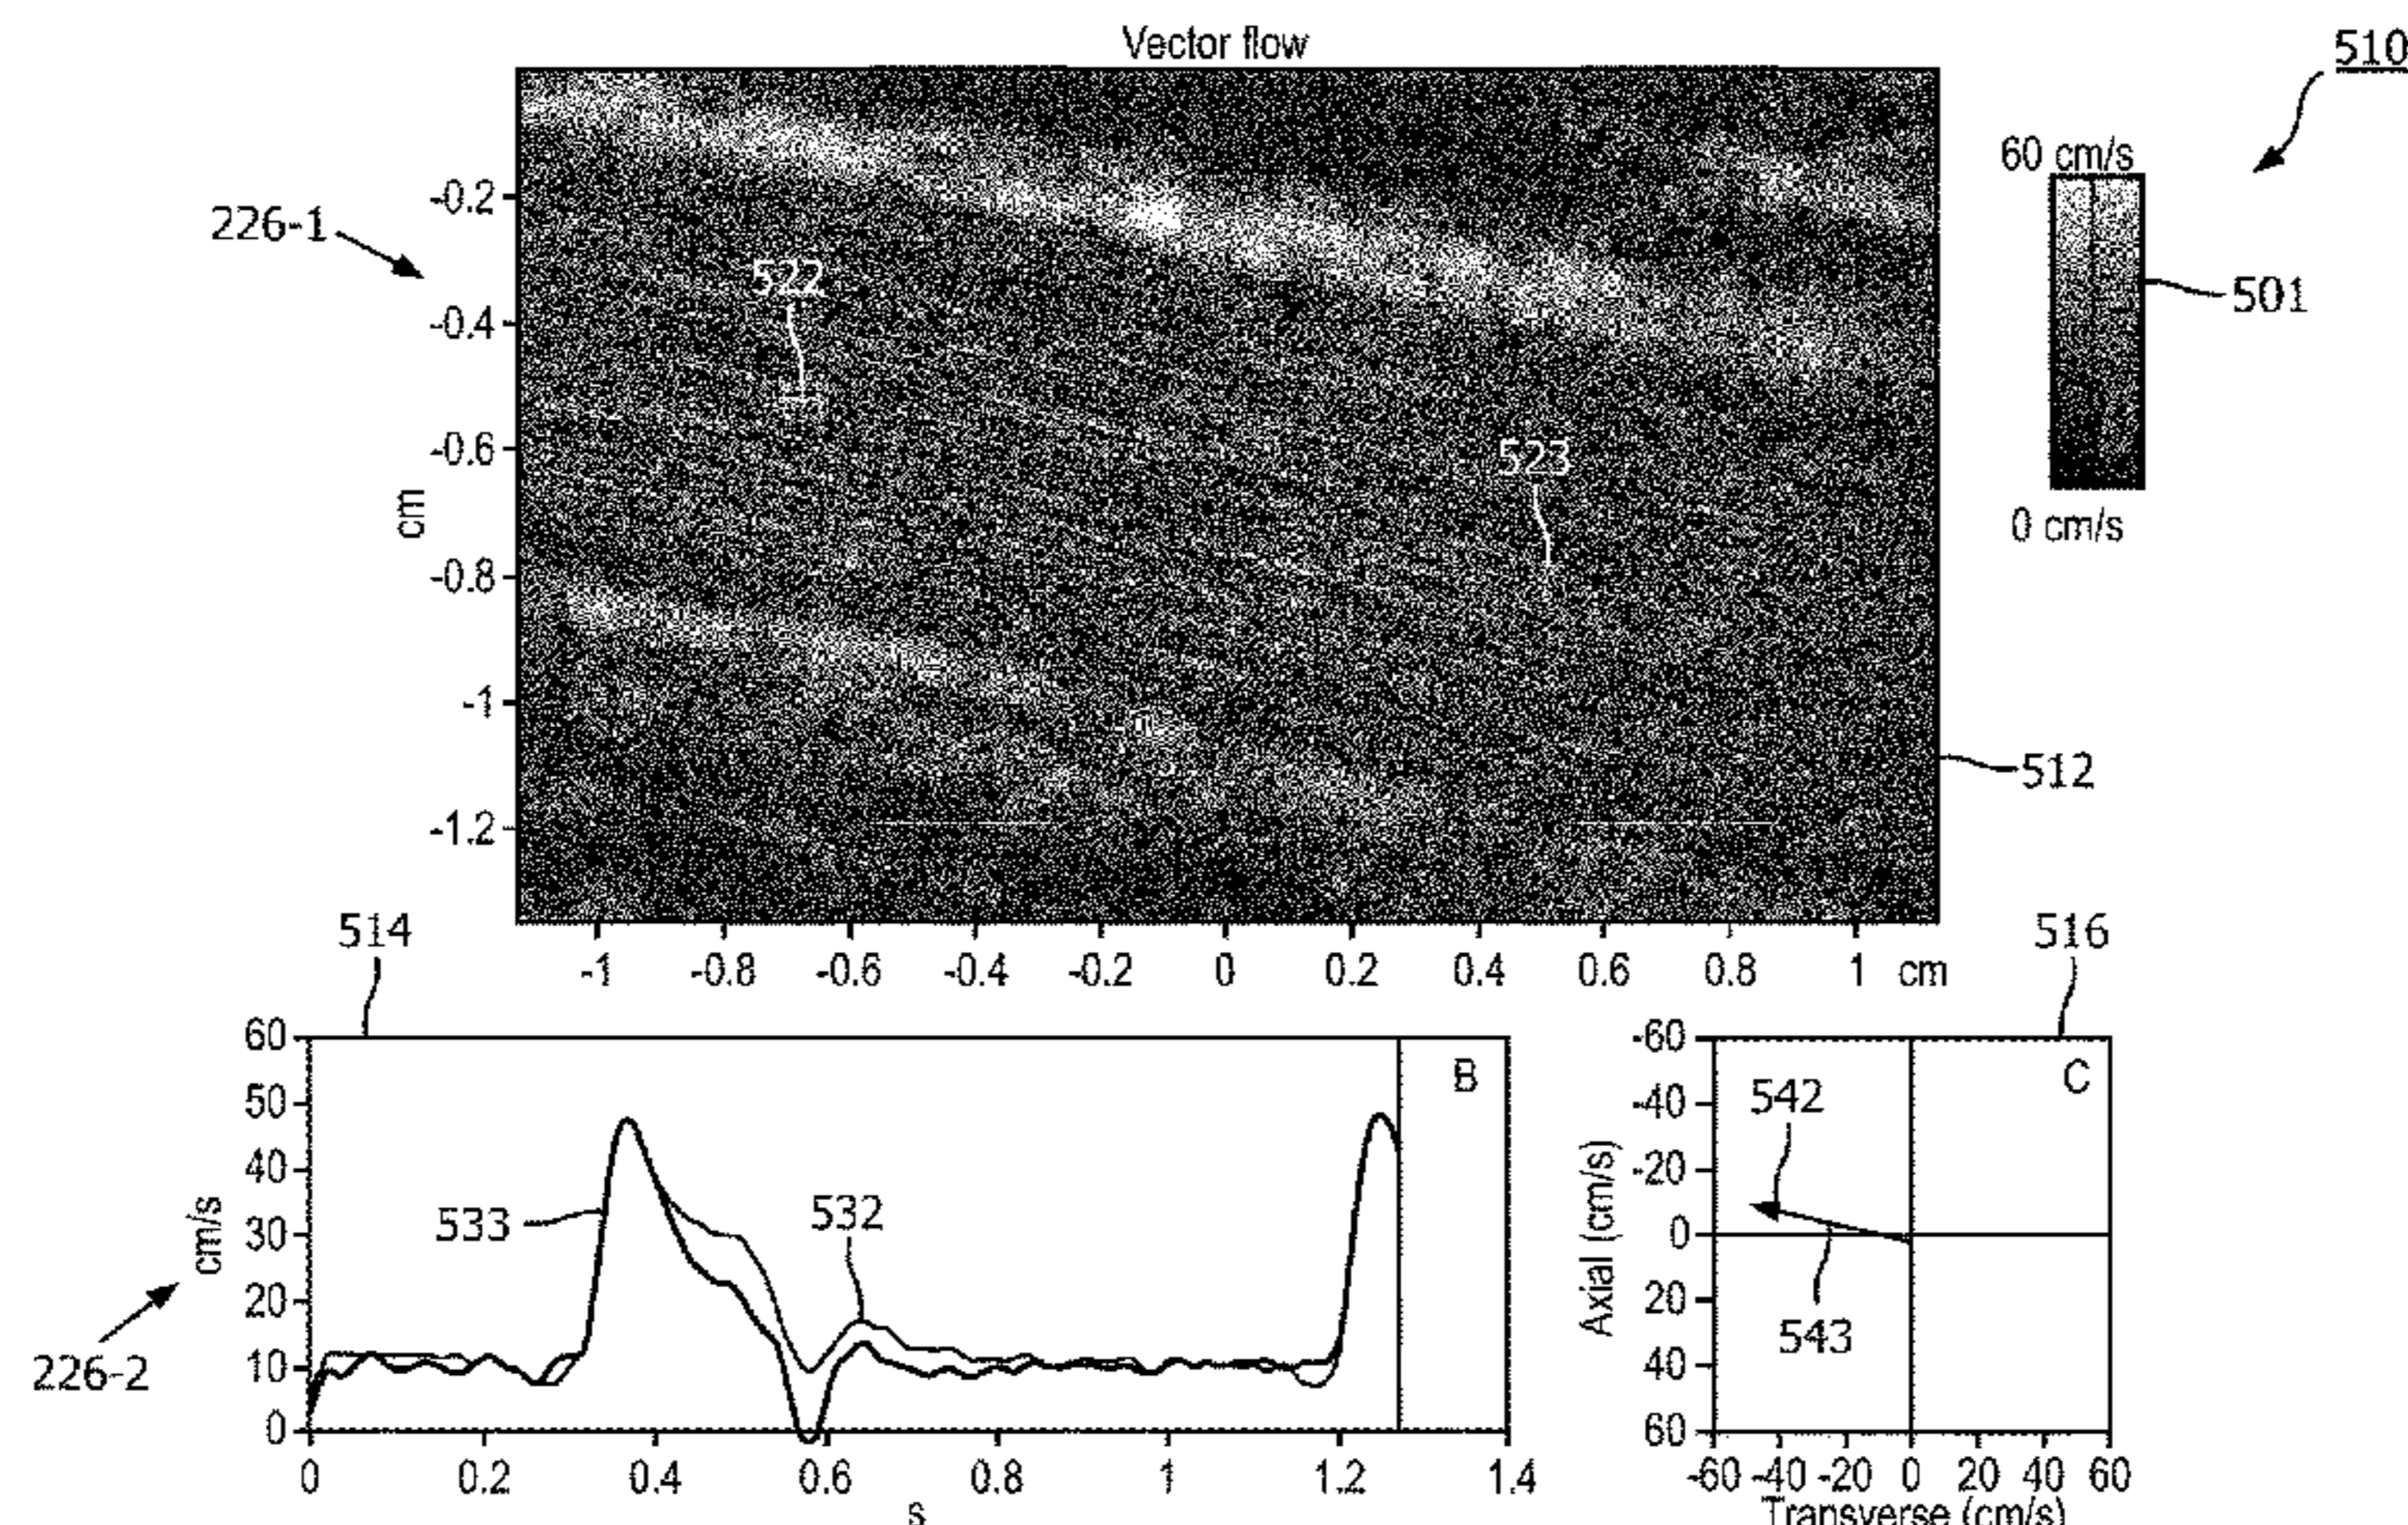 Vector flow
510
60 cm/s
501
0 cm/s
226-1
522
523
-0.2
-0.4
-0.6
-0.8
-1
-1.2
cm
512
-1 -0.8 -0.6 -0.4 -0.2 0 0.2 0.4 0.6 0.8 1 cm
514
516
60
50
40
30
20
10
0
cm/s
226-2
533
532
B
0 0.2 0.4 0.6 0.8 1 1.2 1.4
s
-60
-40
-20
0
20
40
60
Axial (cm/s)
542
543
C
-60 -40 -20 0 20 40 60
Transverse (cm/s)